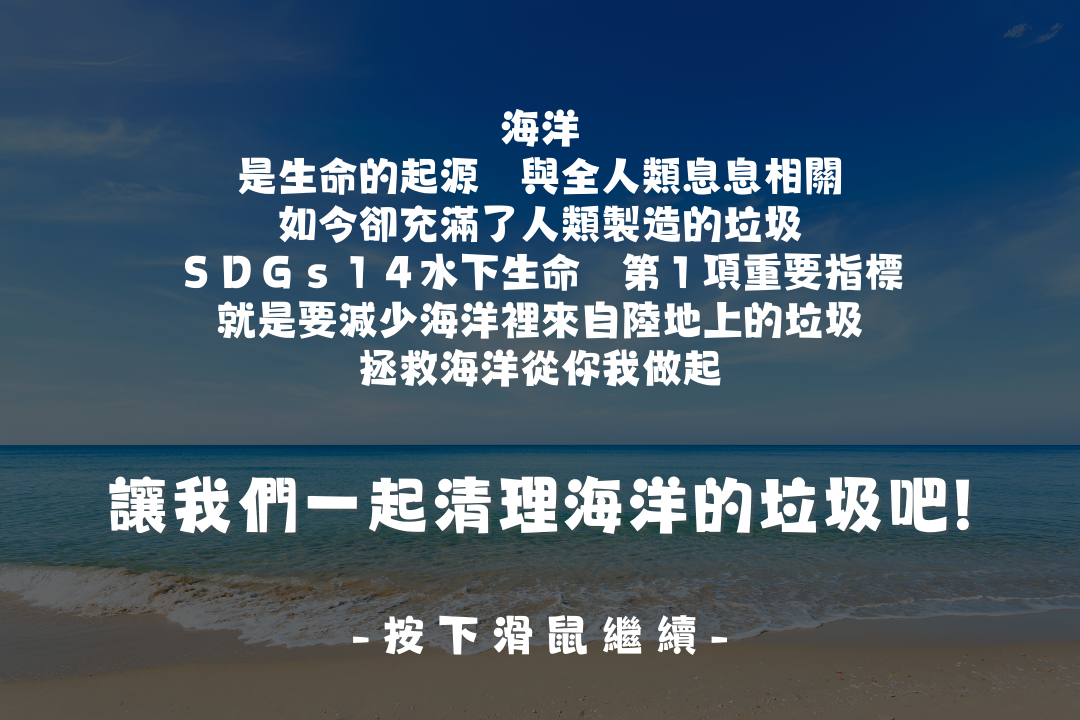 海洋
是生命的起源　與全人類息息相關
如今卻充滿了人類製造的垃圾
ＳＤＧｓ１４水下生命　第１項重要指標
就是要減少海洋裡來自陸地上的垃圾
拯救海洋從你我做起
讓我們一起清理海洋的垃圾吧!
-按下滑鼠繼續-